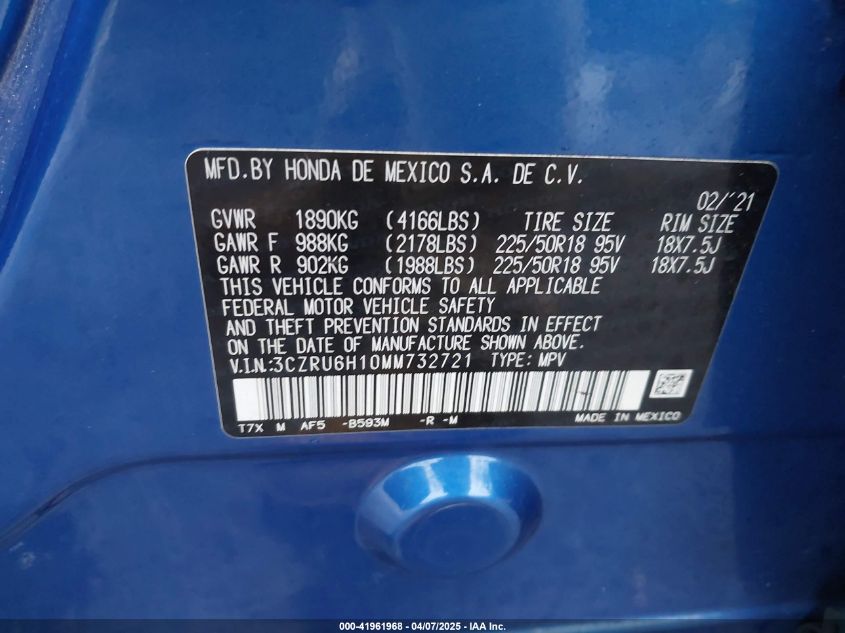 MFD.BY HONDA DE MEXICO S.A. DE C.V.
02/'21
GVWR 1890KG (4166LBS) TIRE SIZE RIM SIZE
GAWR F 988KG (2178LBS) 225/50R18 95V 18X7.5J
GAWR R 902KG (1988LBS) 225/50R18 95V 18X7.5J
THIS VEHICLE CONFORMS TO ALL APPLICABLE
FEDERAL MOTOR VEHICLE SAFETY
AND THEFT PREVENTION STANDARDS IN EFFECT
ON THE DATE OF MANUFACTURE SHOWN ABOVE.
V.I.N.:3CZRU6H10MM732721 TYPE: MPV
T7X M AF5 -B593M -R -M MADE IN MEXICO
000-41961968 - 04/07/2025 - IAA Inc.